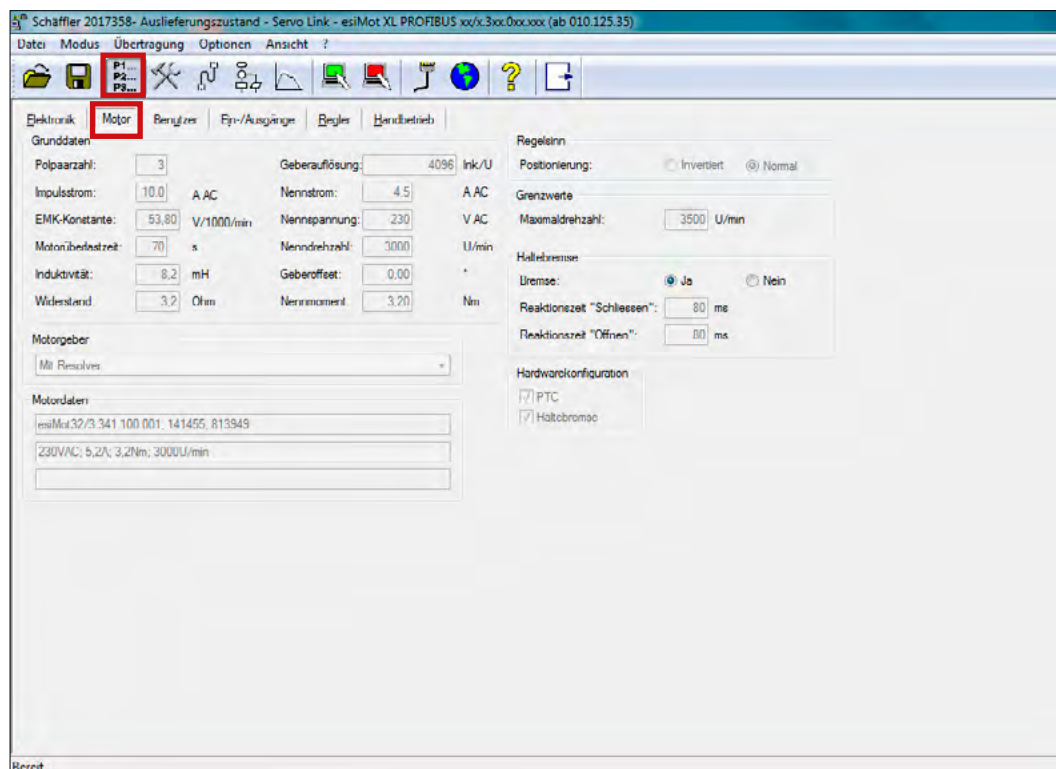 Schäffler 2017358- Auslieferungszustand - Servo Link - esiMot XL PROFIBUS xx/x.3xx.0xx.xxx (ab 010.125.35)
Datei Modus Übertragung Optionen Ansicht ?
P1...
P2...
P3...
Elektronik Motor Benutzer Ein-/Ausgänge Regler Handbetrieb
Grunddaten
Polpaarzahl: 3 Geberauflösung: 4096 Ink/U
Impulsstrom: 10.0 A AC Nennstrom: 4.5 A AC
EMK-Konstante: 53,80 V/1000/min Nennspannung: 230 V AC
Motorüberlastzeit: 70 s Nenndrehzahl: 3000 U/min
Induktivität: 8,2 mH Geberoffset: 0,00 °
Widerstand 3,2 Ohm Nennmoment 3,20 Nm
Motorgeber
Mit Resolver
Motordaten
esiMot32/3.341.100.001, 141455, 813949
230VAC; 5,2A; 3,2Nm; 3000U/min
Regelsinn
Positionierung: Invertiert Normal
Grenzwerte
Maximaldrehzahl: 3500 U/min
Haltebremse
Bremse: Ja Nein
Reaktionszeit "Schliessen": 80 ms
Reaktionszeit "Öffnen": 80 ms
Hardwarekonfiguration
PTC
Haltebremse
Bereit